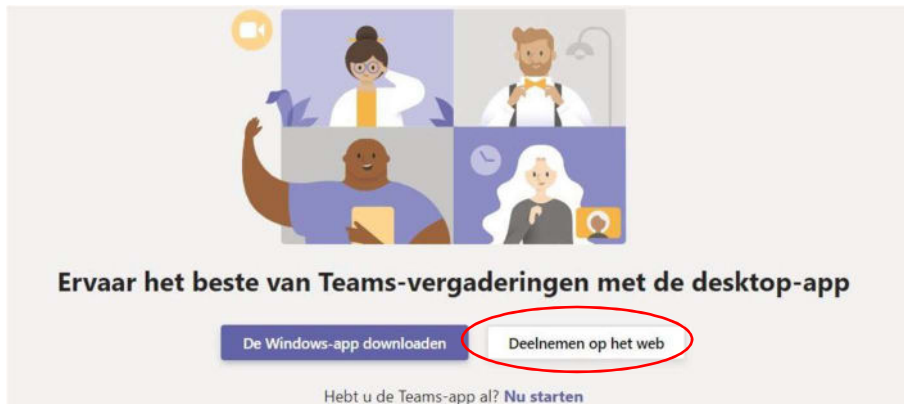 Ervaar het beste van Teams-vergaderingen met de desktop-app
De Windows-app downloaden
Deelnemen op het web
Hebt u de Teams-app al? Nu starten